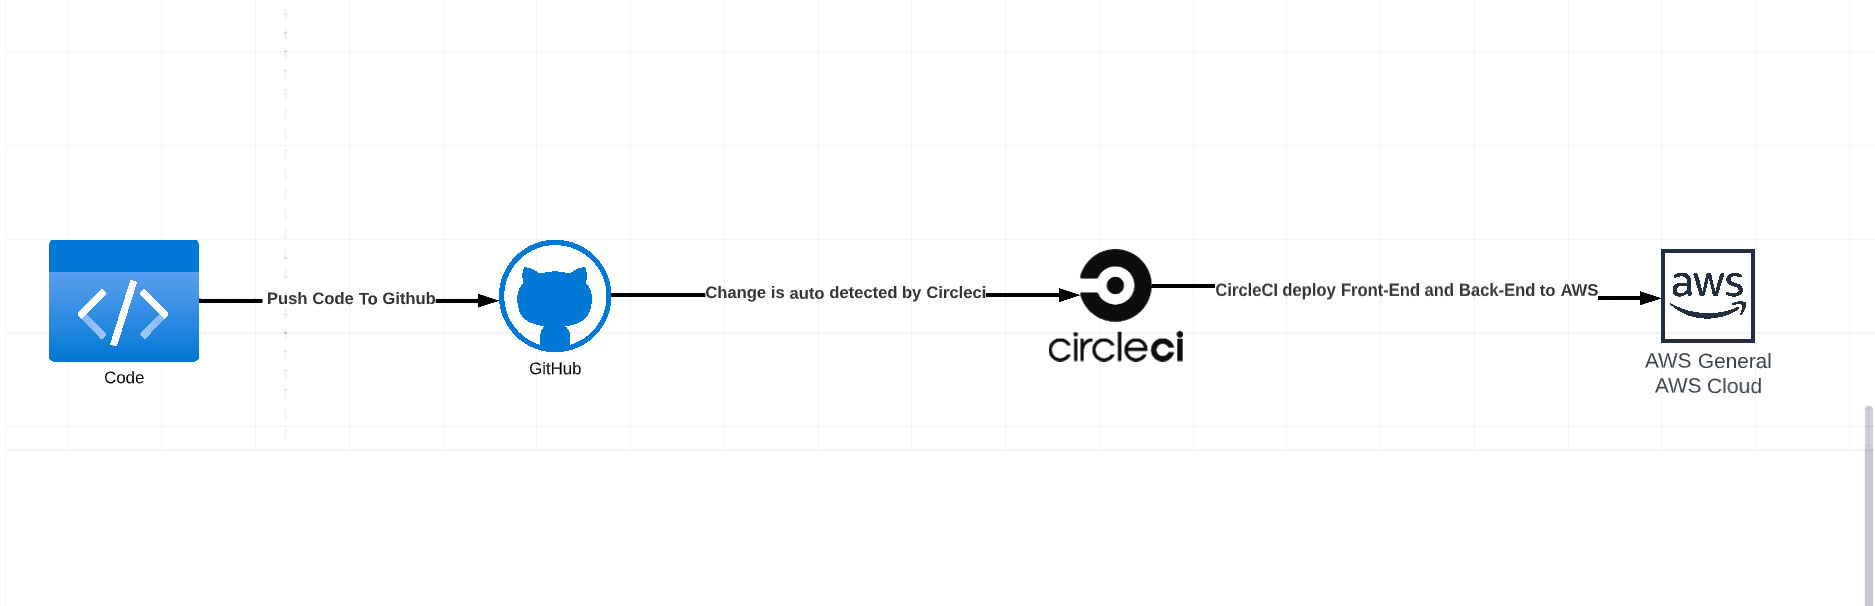 Push Code To Github
Change is auto detected by Circleci
CircleCI deploy Front-End and Back-End to AWS
aws
circleci
Code
GitHub
AWS General
AWS Cloud